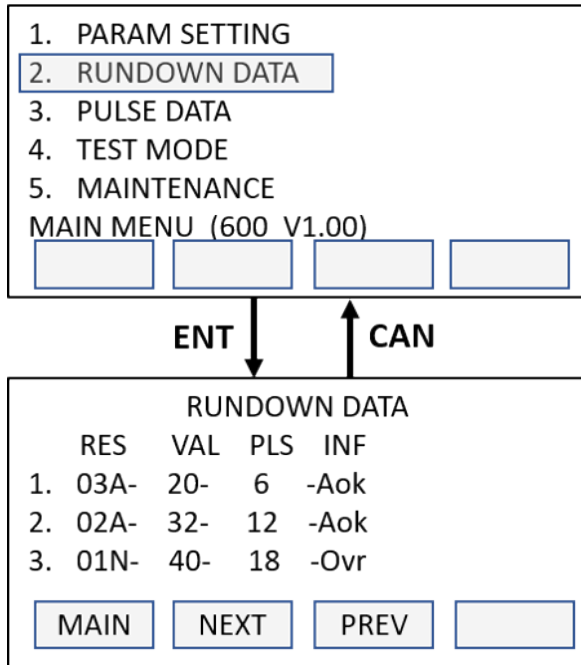 1. PARAM SETTING
2. RUNDOWN DATA
3. PULSE DATA
4. TEST MODE
5. MAINTENANCE
MAIN MENU (600 V1.00)
ENT CAN
RUNDOWN DATA
RES VAL PLS INF
1. 03A- 20- 6 -Aok
2. 02A- 32- 12 -Aok
3. 01N- 40- 18 -Ovr
MAIN NEXT PREV